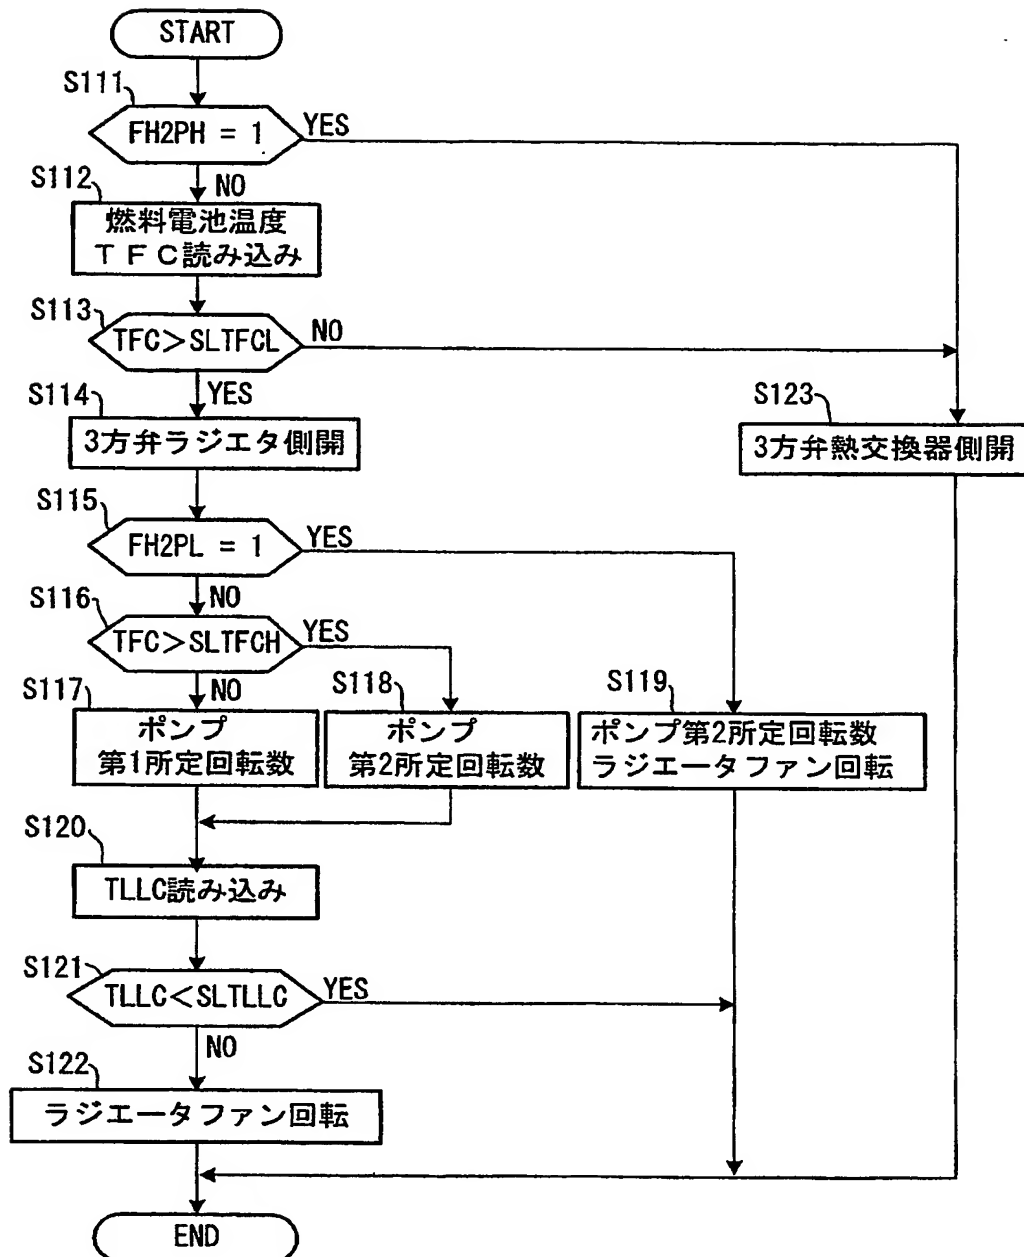 START
S111
FH2PH = 1
YES
S112
NO
燃料電池温度
TFC読み込み
S113
TFC>SLTFCL
NO
S114
YES
3方弁ラジエタ側開
S123
3方弁熱交換器側開
S115
FH2PL = 1
YES
S116
NO
TFC>SLTFCH
YES
S117
NO
S118
S119
ポンプ
第1所定回転数
ポンプ
第2所定回転数
ポンプ第2所定回転数
ラジエータファン回転
S120
TLLC読み込み
S121
TLLC<SLTLLC
YES
S122
NO
ラジエータファン回転
END